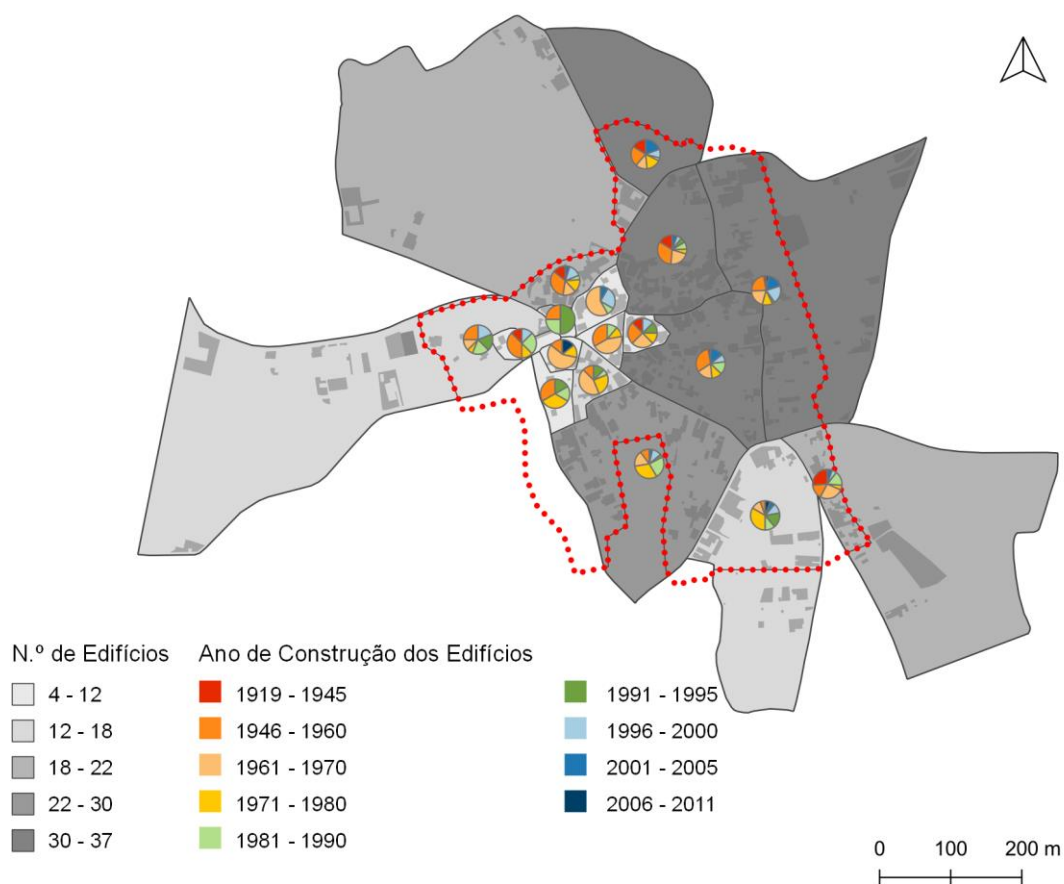 N.º de Edifícios
4 - 12
12 - 18
18 - 22
22 - 30
30 - 37
Ano de Construção dos Edifícios
1919 - 1945
1946 - 1960
1961 - 1970
1971 - 1980
1981 - 1990
1991 - 1995
1996 - 2000
2001 - 2005
2006 - 2011
0 100 200 m